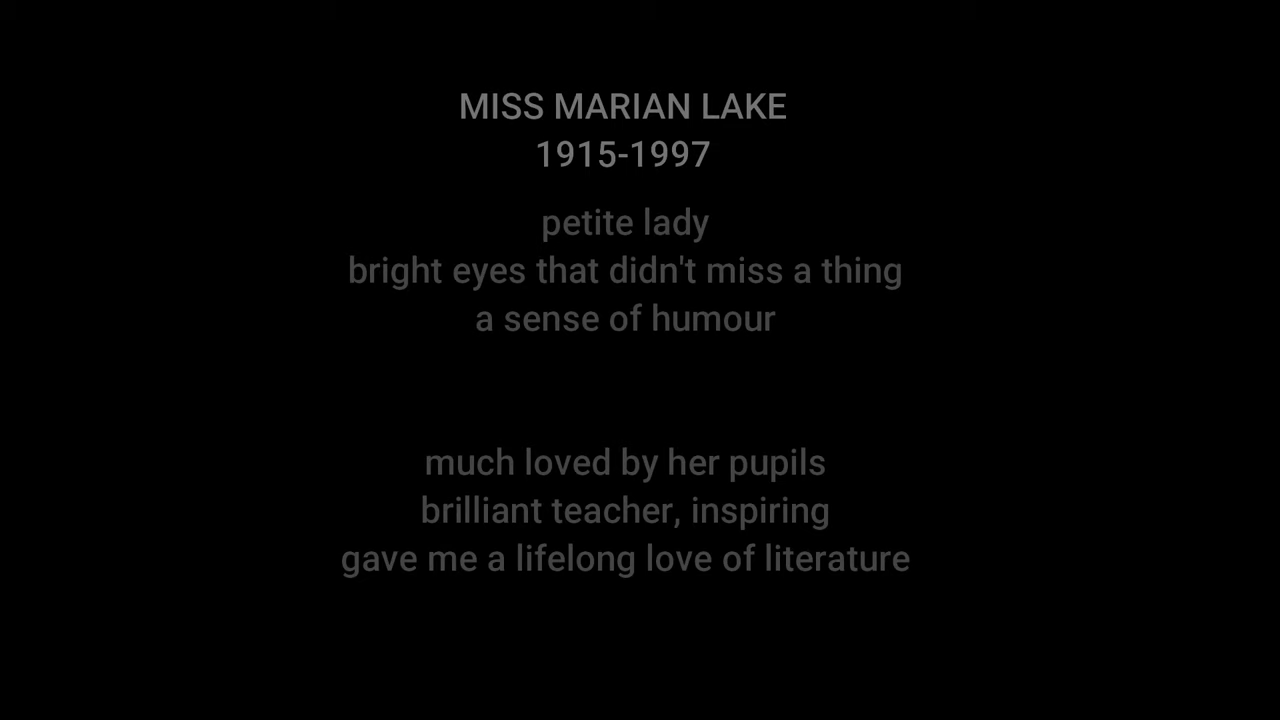 MISS MARIAN LAKE
1915-1997
petite lady
bright eyes that didn't miss a thing
a sense of humour
much loved by her pupils
brilliant teacher, inspiring
gave me a lifelong love of literature